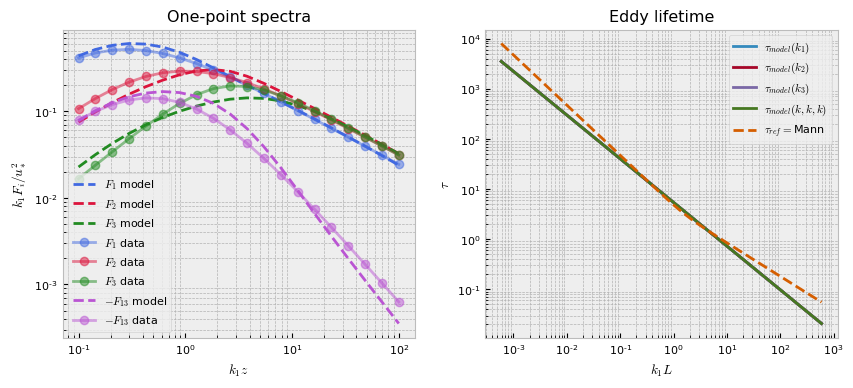 One-point spectra
k₁Fᵢ/u²∗
10⁻¹
10⁻²
10⁻³
F₁ model
F₂ model
F₃ model
F₁ data
F₂ data
F₃ data
−F₁₃ model
−F₁₃ data
10⁻¹ 10⁰ 10¹ 10²
k₁z
Eddy lifetime
τ
10⁴
10³
10²
10¹
10⁰
10⁻¹
τₘₒdₑₗ(k₁)
τₘₒdₑₗ(k₂)
τₘₒdₑₗ(k₃)
τₘₒdₑₗ(k, k, k)
τᵣₑf = Mann
10⁻³ 10⁻² 10⁻¹ 10⁰ 10¹ 10² 10³
k₁L